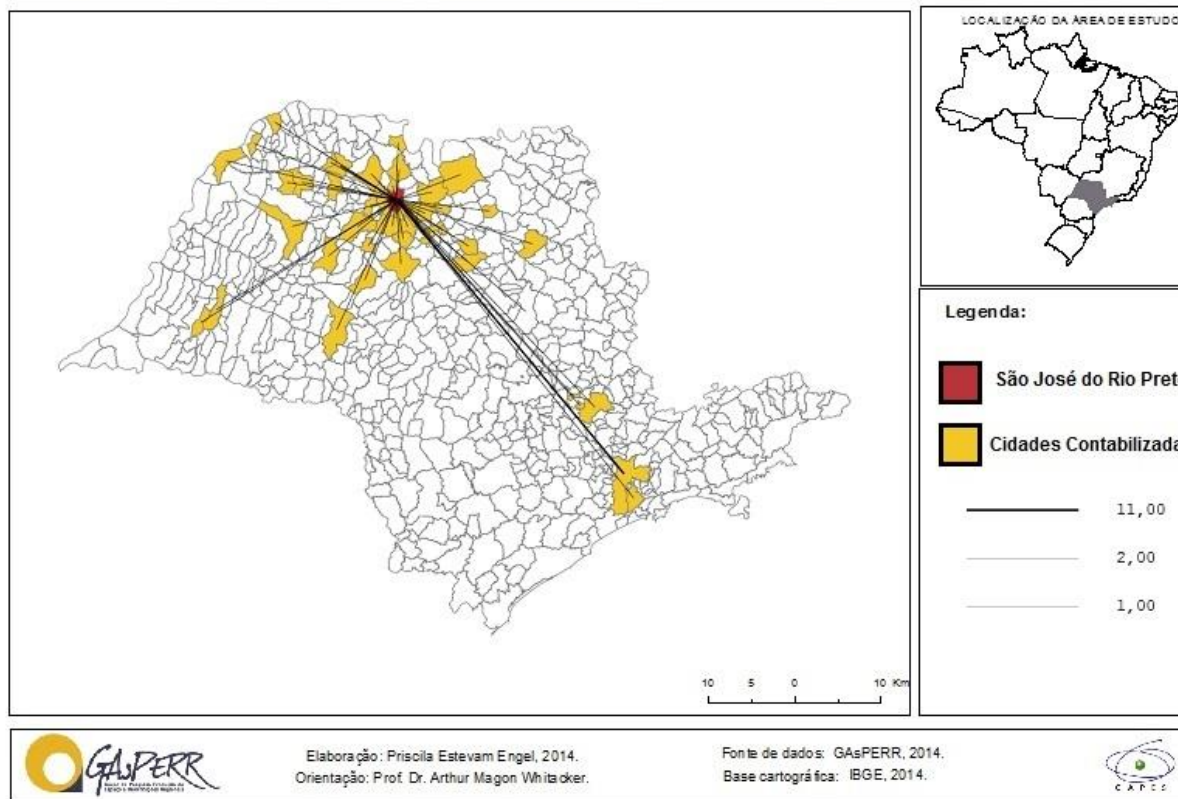 LOCALIZAÇÃO DA ÁREA DE ESTUDO
Legenda:
São José do Rio Pret
Cidades Contabilizada
11,00
2,00
1,00
10 5 0 10 Km
GAsPERR
Elaboração: Priscila Estevam Engel, 2014.
Orientação: Prof. Dr. Arthur Magon Whitacker.
Fonte de dados: GAsPERR, 2014.
Base cartográfica: IBGE, 2014.
CAPES